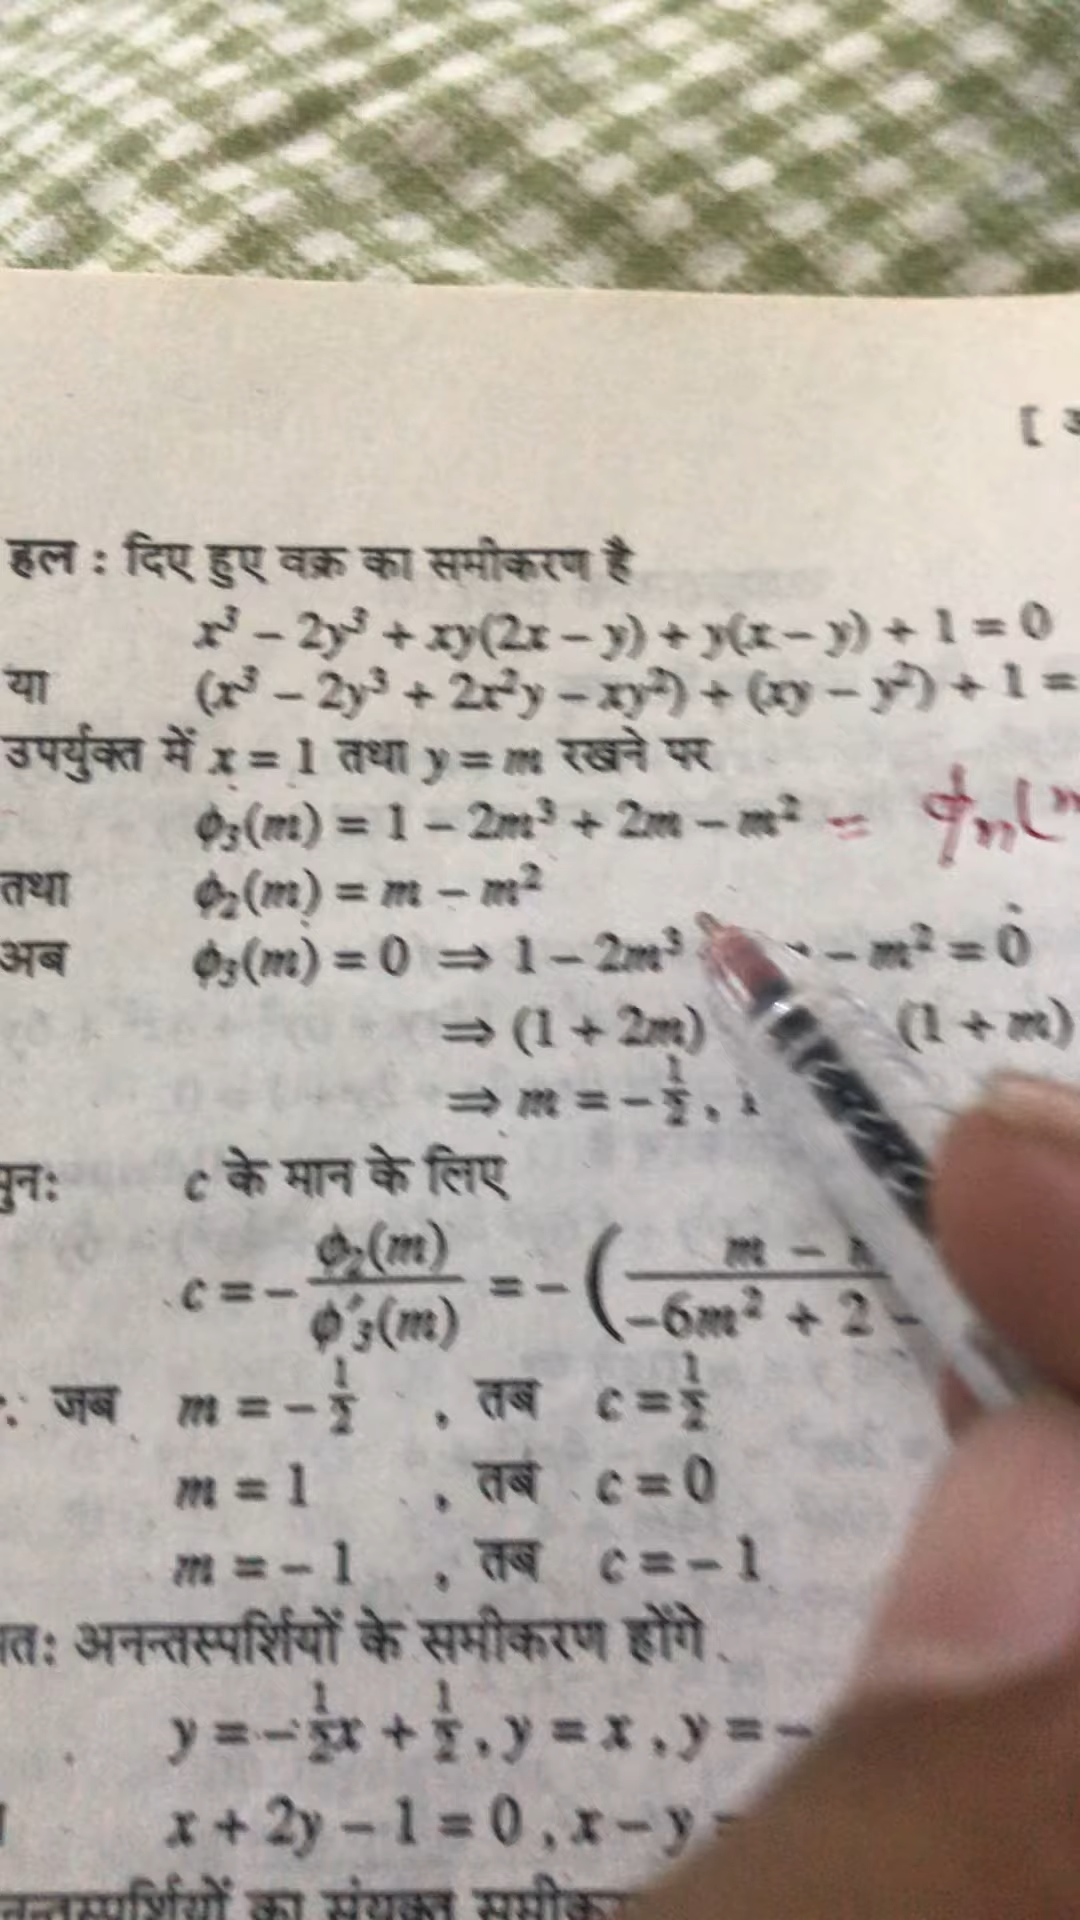 [
हल : दिए हुए वक्र का समीकरण है
x³ – 2y³ + xy(2x – y) + y(x – y) + 1 = 0
या (x³ – 2y³ + 2x²y – xy²) + (xy – y²) + 1 =
उपर्युक्त में x = 1 तथा y = m रखने पर
ϕ₃(m) = 1 – 2m³ + 2m – m² = ϕₙ(
तथा ϕ₂(m) = m – m²
अब ϕ₃(m) = 0 ⇒ 1 – 2m³ – m² = 0
⇒ (1 + 2m) (1 + m)
⇒ m = – 1/2 ,
c के मान के लिए
c = – ϕ₂(m)/ϕ′₃(m) = – ( m – / –6m² + 2 –
जब m = – 1/2 , तब c = 1/2
m = 1 , तब c = 0
m = – 1 , तब c = – 1
अनन्तस्पर्शियों के समीकरण होंगे
y = – 1/2 x + 1/2 , y = x , y = –
x + 2y – 1 = 0 , x – y
का संयुक्त